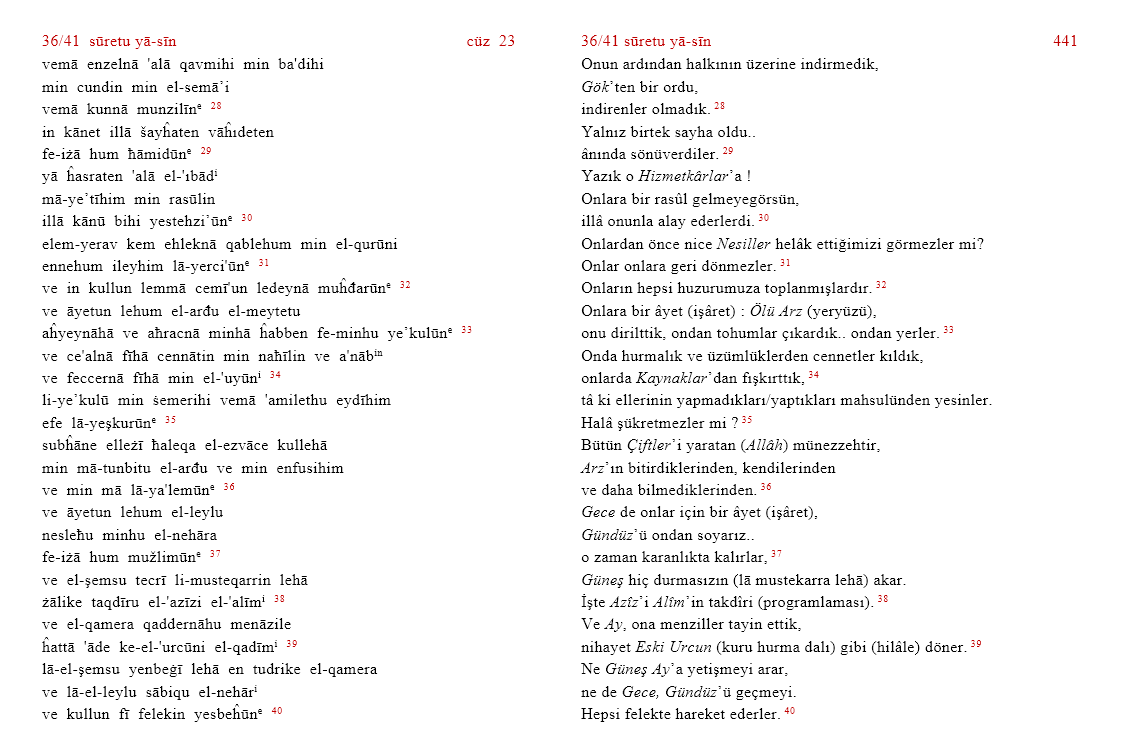 36/41 sūretu yā-sīn cüz 23
vemā enzelnā 'alā qavmihi min ba'dihi
min cundin min el-semā’i
vemā kunnā munzilīnᵉ 28
in kānet illā šayĥaten vāĥıdeten
fe-iżā hum ħāmidūnᵉ 29
yā ĥasraten 'alā el-'ıbādⁱ
mā-ye’tīhim min rasūlin
illā kānū bihi yestehzi’ūnᵉ 30
elem-yerav kem ehleknā qablehum min el-qurūni
ennehum ileyhim lā-yerci'ūnᵉ 31
ve in kullun lemmā cemī'un ledeynā muĥđarūnᵉ 32
ve āyetun lehum el-arđu el-meytetu
aĥyeynāhā ve aħracnā minhā ĥabben fe-minhu ye’kulūnᵉ 33
ve ce'alnā fīhā cennātin min naħīlin ve a'nābⁱⁿ
ve feccernā fīhā min el-'uyūnⁱ 34
li-ye’kulū min ŝemerihi vemā 'amilethu eydīhim
efe lā-yeşkurūnᵉ 35
subĥāne elleżī ħaleqa el-ezvāce kullehā
min mā-tunbitu el-arđu ve min enfusihim
ve min mā lā-ya'lemūnᵉ 36
ve āyetun lehum el-leylu
nesleħu minhu el-nehāra
fe-iżā hum mužlimūnᵉ 37
ve el-şemsu tecrī li-musteqarrin lehā
żālike taqdīru el-'azīzi el-'alīmⁱ 38
ve el-qamera qaddernāhu menāzile
ĥattā 'āde ke-el-'urcūni el-qadīmⁱ 39
lā-el-şemsu yenbeġī lehā en tudrike el-qamera
ve lā-el-leylu sābiqu el-nehārⁱ
ve kullun fī felekin yesbeĥūnᵉ 40
36/41 sūretu yā-sīn 441
Onun ardından halkının üzerine indirmedik,
Gök’ten bir ordu,
indirenler olmadık. 28
Yalnız birtek sayha oldu..
ânında sönüverdiler. 29
Yazık o Hizmetkârlar’a !
Onlara bir rasûl gelmeyegörsün,
illâ onunla alay ederlerdi. 30
Onlardan önce nice Nesiller helâk ettiğimizi görmezler mi?
Onlar onlara geri dönmezler. 31
Onların hepsi huzurumuza toplanmışlardır. 32
Onlara bir âyet (işâret) : Ölü Arz (yeryüzü),
onu dirilttik, ondan tohumlar çıkardık.. ondan yerler. 33
Onda hurmalık ve üzümlüklerden cennetler kıldık,
onlarda Kaynaklar’dan fışkırttık, 34
tâ ki ellerinin yapmadıkları/yaptıkları mahsulünden yesinler.
Halâ şükretmezler mi ? 35
Bütün Çiftler’i yaratan (Allâh) münezzehtir,
Arz’ın bitirdiklerinden, kendilerinden
ve daha bilmediklerinden. 36
Gece de onlar için bir âyet (işâret),
Gündüz’ü ondan soyarız..
o zaman karanlıkta kalırlar, 37
Güneş hiç durmasızın (lā mustekarra lehā) akar.
İşte Azîz’i Alîm’in takdîri (programlaması). 38
Ve Ay, ona menziller tayin ettik,
nihayet Eski Urcun (kuru hurma dalı) gibi (hilâle) döner. 39
Ne Güneş Ay’a yetişmeyi arar,
ne de Gece, Gündüz’ü geçmeyi.
Hepsi felekte hareket ederler. 40